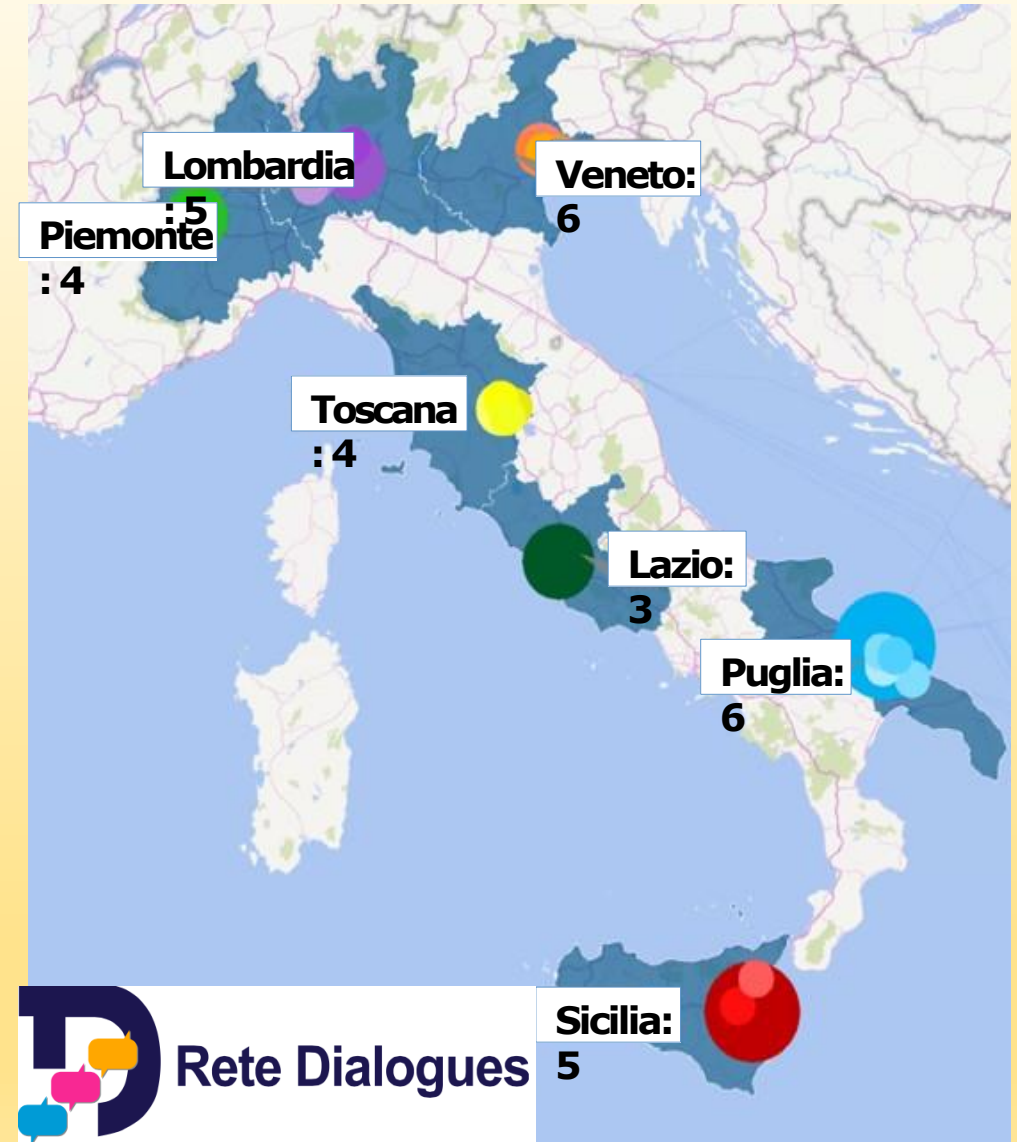 Lombardia
: 5
Veneto:
6
Piemonte
: 4
Toscana
: 4
Lazio:
3
Puglia:
6
Sicilia:
5
Rete Dialogues